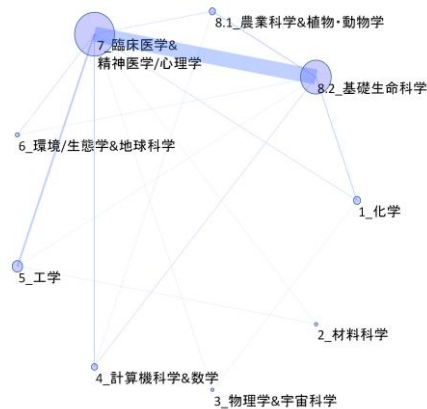 8.1_農業科学&植物・動物学
7_臨床医学&
精神医学/心理学
8.2_基礎生命科学
6_環境/生態学&地球科学
1_化学
5_工学
2_材料科学
4_計算機科学&数学
3_物理学&宇宙科学